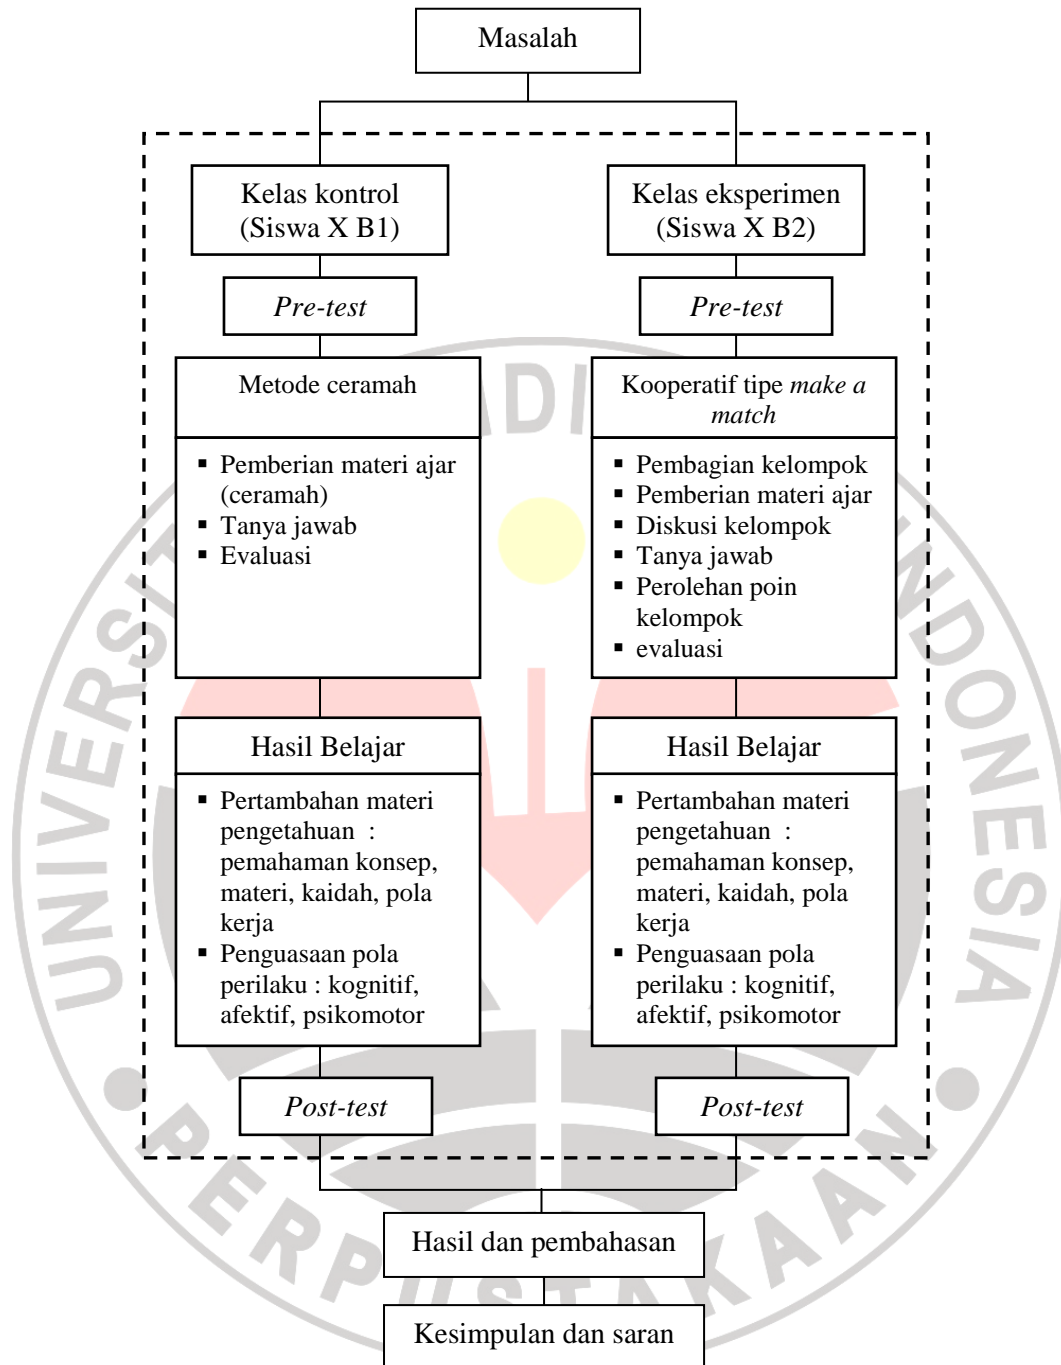 Masalah
Kelas kontrol
(Siswa X B1)
Pre-test
Metode ceramah
▪ Pemberian materi ajar
(ceramah)
▪ Tanya jawab
▪ Evaluasi
Hasil Belajar
▪ Pertambahan materi
pengetahuan :
pemahaman konsep,
materi, kaidah, pola
kerja
▪ Penguasaan pola
perilaku : kognitif,
afektif, psikomotor
Post-test
Kelas eksperimen
(Siswa X B2)
Pre-test
Kooperatif tipe make a
match
▪ Pembagian kelompok
▪ Pemberian materi ajar
▪ Diskusi kelompok
▪ Tanya jawab
▪ Perolehan poin
kelompok
▪ evaluasi
Hasil Belajar
▪ Pertambahan materi
pengetahuan :
pemahaman konsep,
materi, kaidah, pola
kerja
▪ Penguasaan pola
perilaku : kognitif,
afektif, psikomotor
Post-test
Hasil dan pembahasan
Kesimpulan dan saran
INDONESIA
PERPUSTAKAAN